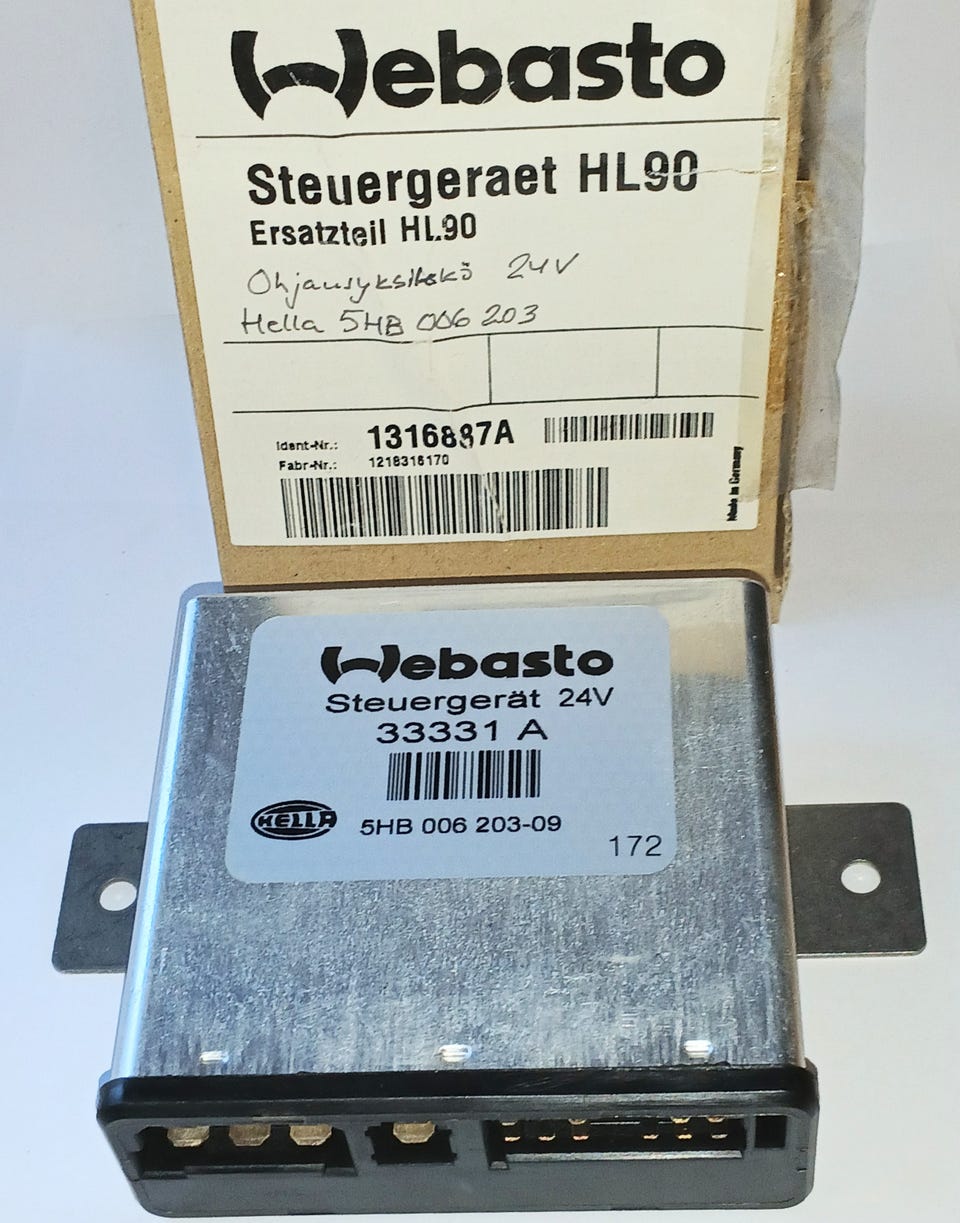 Webasto
Steuergeraet HL90
Ersatzteil HL90
Ohjausyksikkö 24V
Hella 5HB 006 203
Ident-Nr.: 1316887A
Fabr-Nr.: 1218316170
Made in Germany
Webasto
Steuergerät 24V
33331 A
HELLA 5HB 006 203-09
172